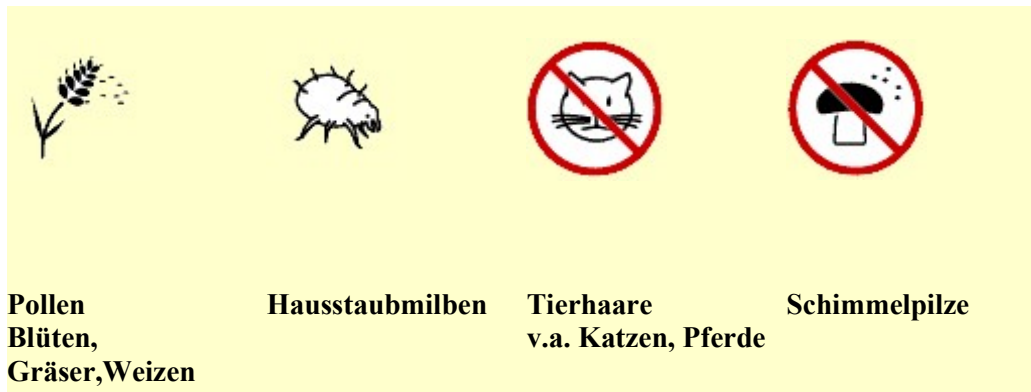 Pollen
Blüten,
Gräser,Weizen
Hausstaubmilben
Tierhaare
v.a. Katzen, Pferde
Schimmelpilze